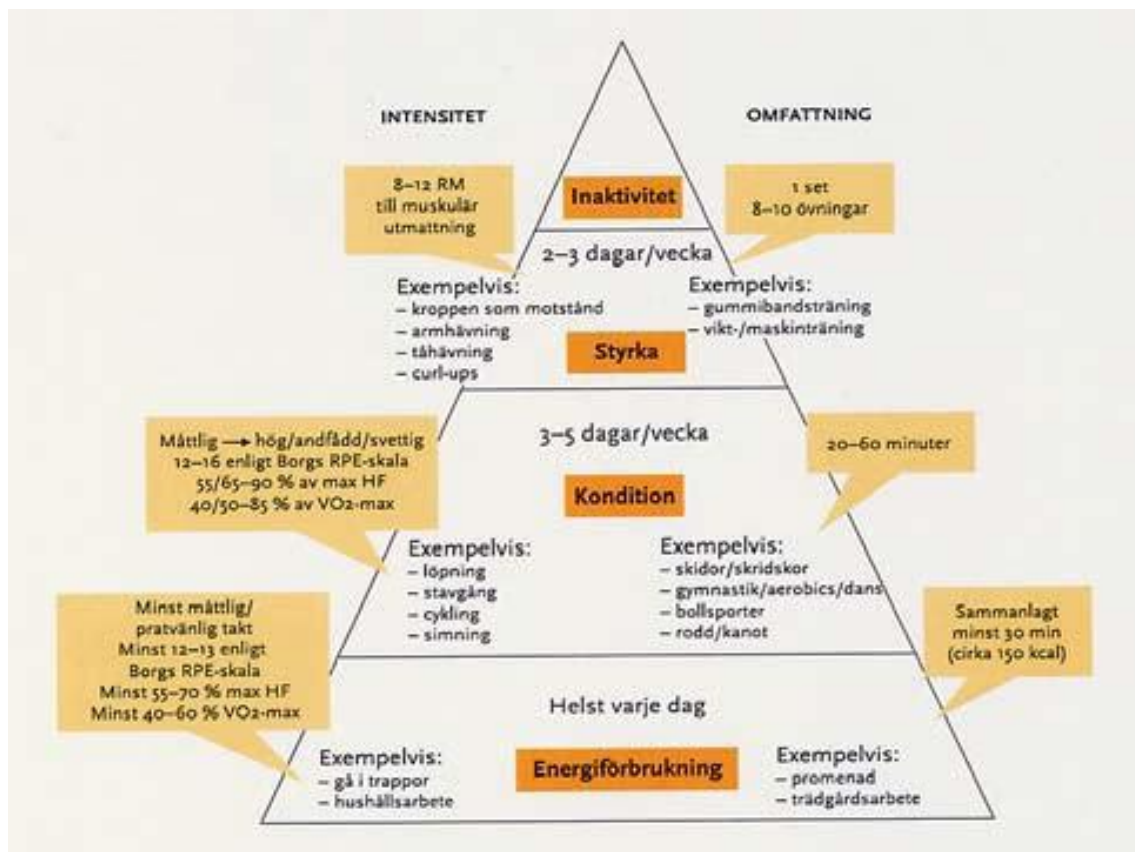 INTENSITET
OMFATTNING
8–12 RM
till muskulär
utmattning
Inaktivitet
1 set
8–10 övningar
2–3 dagar/vecka
Exempelvis:
– kroppen som motstånd
– armhävning
– tåhävning
– curl-ups
Exempelvis:
– gummibandsträning
– vikt-/maskinträning
Styrka
Måttlig → hög/andfådd/svettig
12–16 enligt Borgs RPE-skala
55/65–90 % av max HF
40/50–85 % av VO2-max
3–5 dagar/vecka
20–60 minuter
Kondition
Exempelvis:
– löpning
– stavgång
– cykling
– simning
Exempelvis:
– skidor/skridskor
– gymnastik/aerobics/dans
– bollsporter
– rodd/kanot
Minst måttlig/
pratvänlig takt
Minst 12–13 enligt
Borgs RPE-skala
Minst 55–70 % max HF
Minst 40–60 % VO2-max
Sammanlagt
minst 30 min
(cirka 150 kcal)
Helst varje dag
Exempelvis:
– gå i trappor
– hushållsarbete
Energiförbrukning
Exempelvis:
– promenad
– trädgårdsarbete